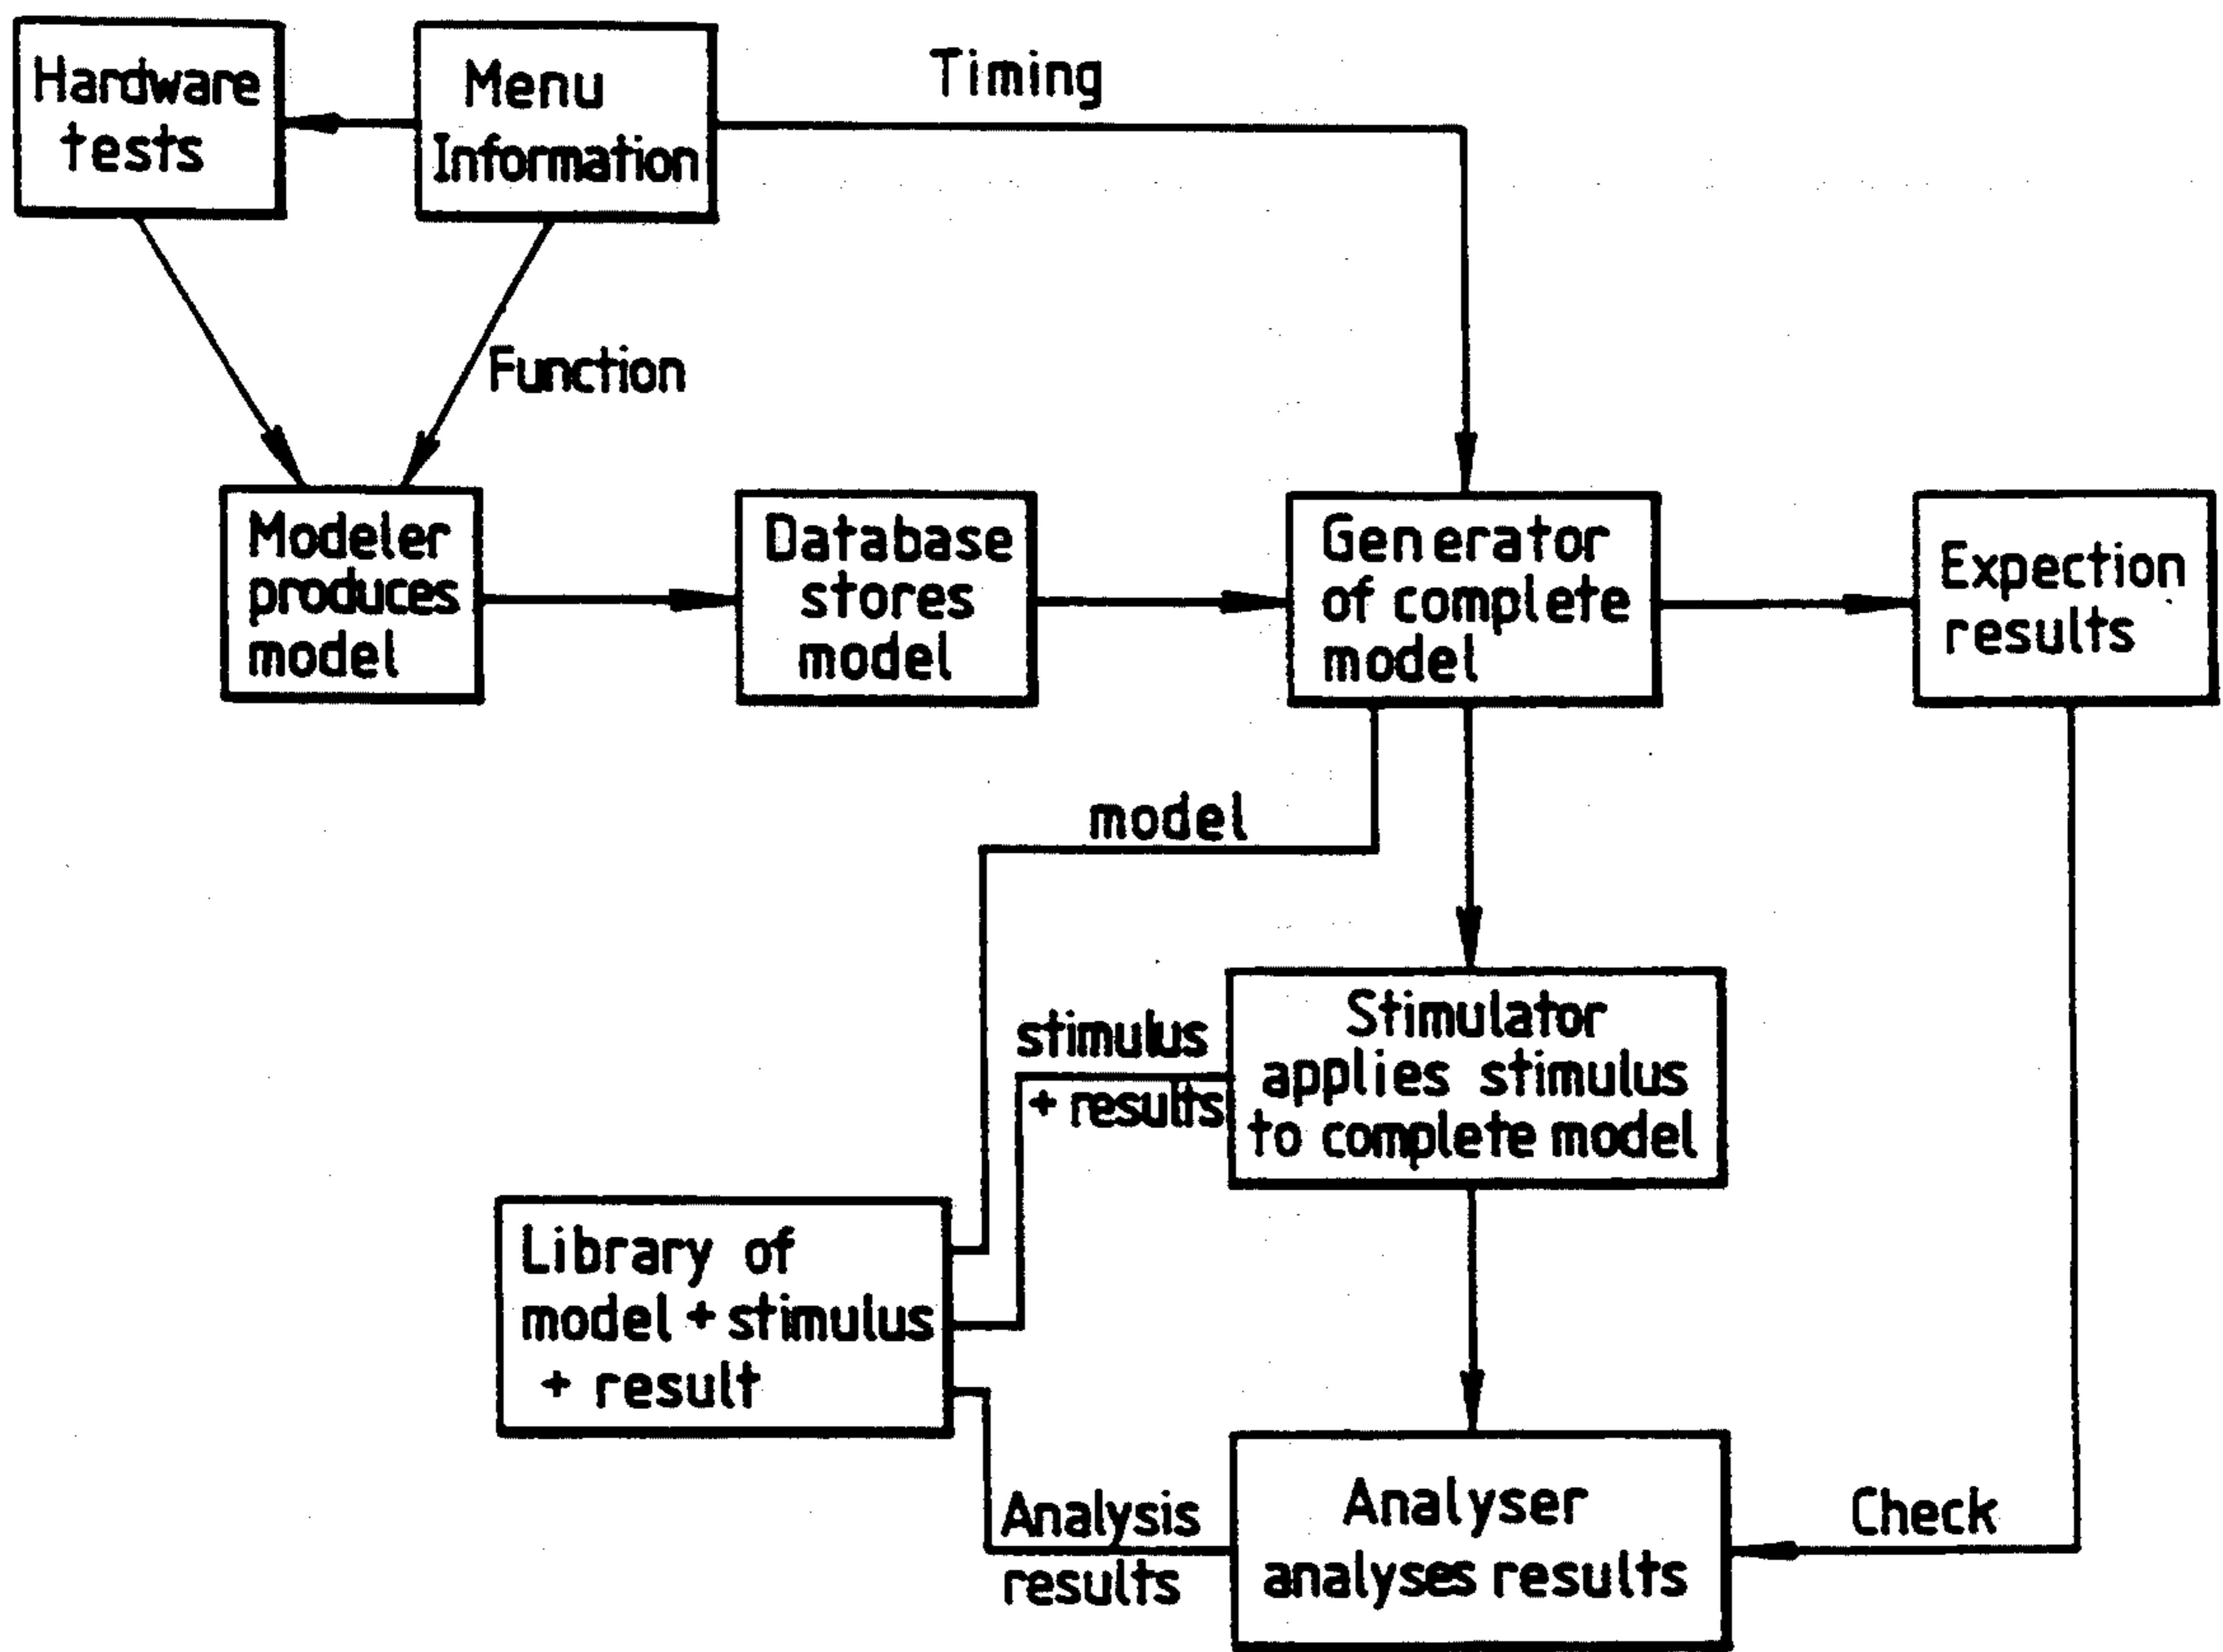 Hardware
tests
Menu
Information
Timing
Function
Modeler
produces
model
Database
stores
model
Generator
of complete
model
Expection
results
model
stimulus
+ results
Stimulator
applies stimulus
to complete model
Library of
model + stimulus
+ result
Analysis
results
Analyser
analyses results
Check